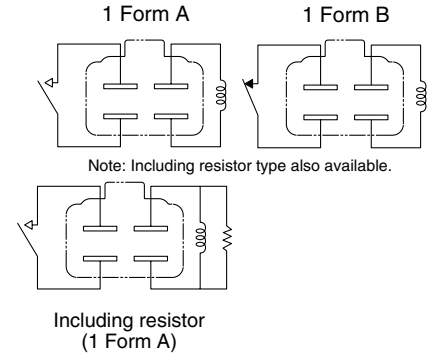 1 Form A
1 Form B
Note: Including resistor type also available.
Including resistor
(1 Form A)